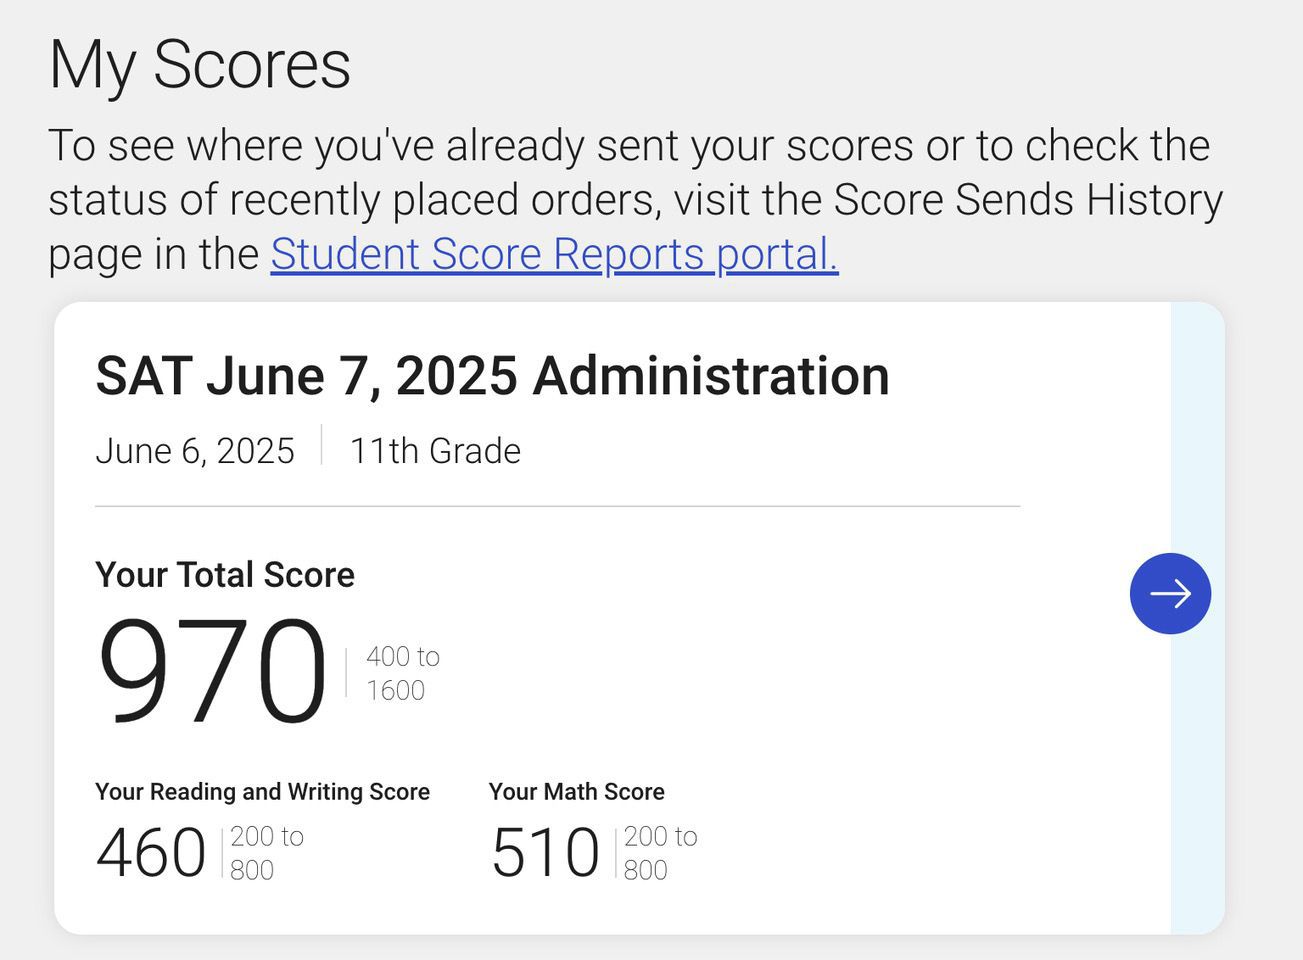 My Scores
To see where you've already sent your scores or to check the
status of recently placed orders, visit the Score Sends History
page in the Student Score Reports portal.
SAT June 7, 2025 Administration
June 6, 2025 11th Grade
Your Total Score
970
400 to
1600
Your Reading and Writing Score
460
200 to
800
Your Math Score
510
200 to
800